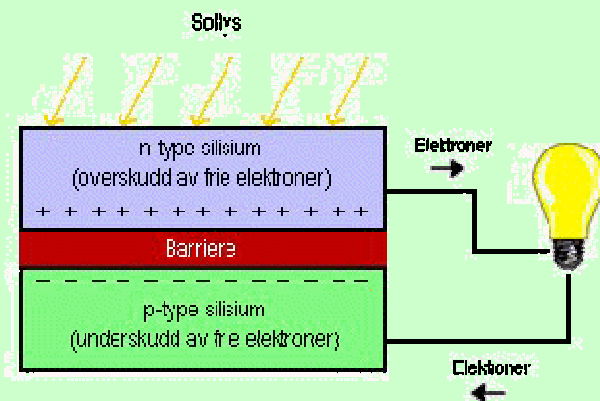 Sollys
n type silisium
(overskudd av frie elektroner)
+ + + + + + + + + + + +
Elektroner
Barriere
− − − − − − − − − − − − − −
p-type silisium
(underskudd av frie elektroner)
Elektroner